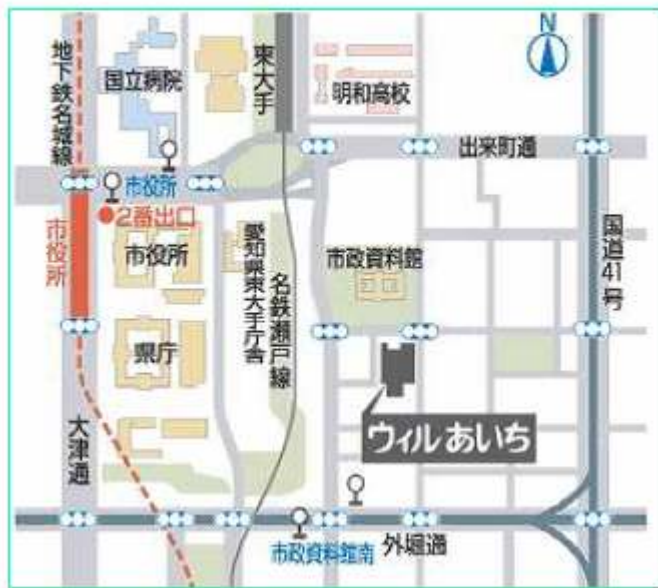 N
地下鉄名城線
国立病院
東大手
明和高校
出来町通
市役所
2番出口
市役所
市役所
愛知県東大手庁舎
名鉄瀬戸線
市政資料館
国道41号
県庁
ウィルあいち
大津通
市政資料館南
外堀通